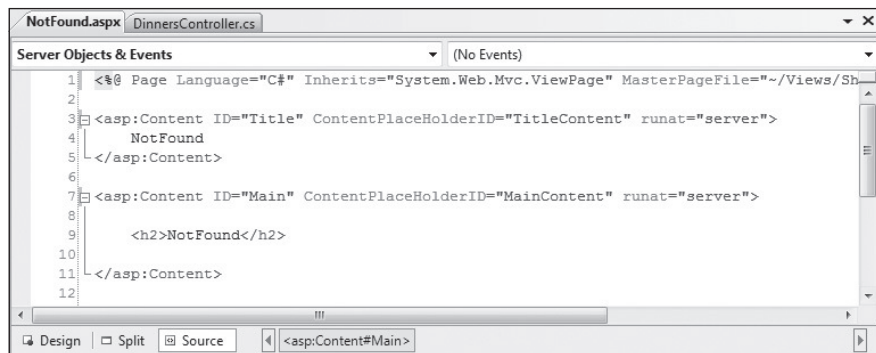 NotFound.aspx DinnersController.cs
Server Objects & Events (No Events)
1 <%@ Page Language="C#" Inherits="System.Web.Mvc.ViewPage" MasterPageFile="~/Views/Sh
2
3 <asp:Content ID="Title" ContentPlaceHolderID="TitleContent" runat="server">
4 NotFound
5 </asp:Content>
6
7 <asp:Content ID="Main" ContentPlaceHolderID="MainContent" runat="server">
8
9 <h2>NotFound</h2>
10
11 </asp:Content>
12
Design Split Source <asp:Content#Main>